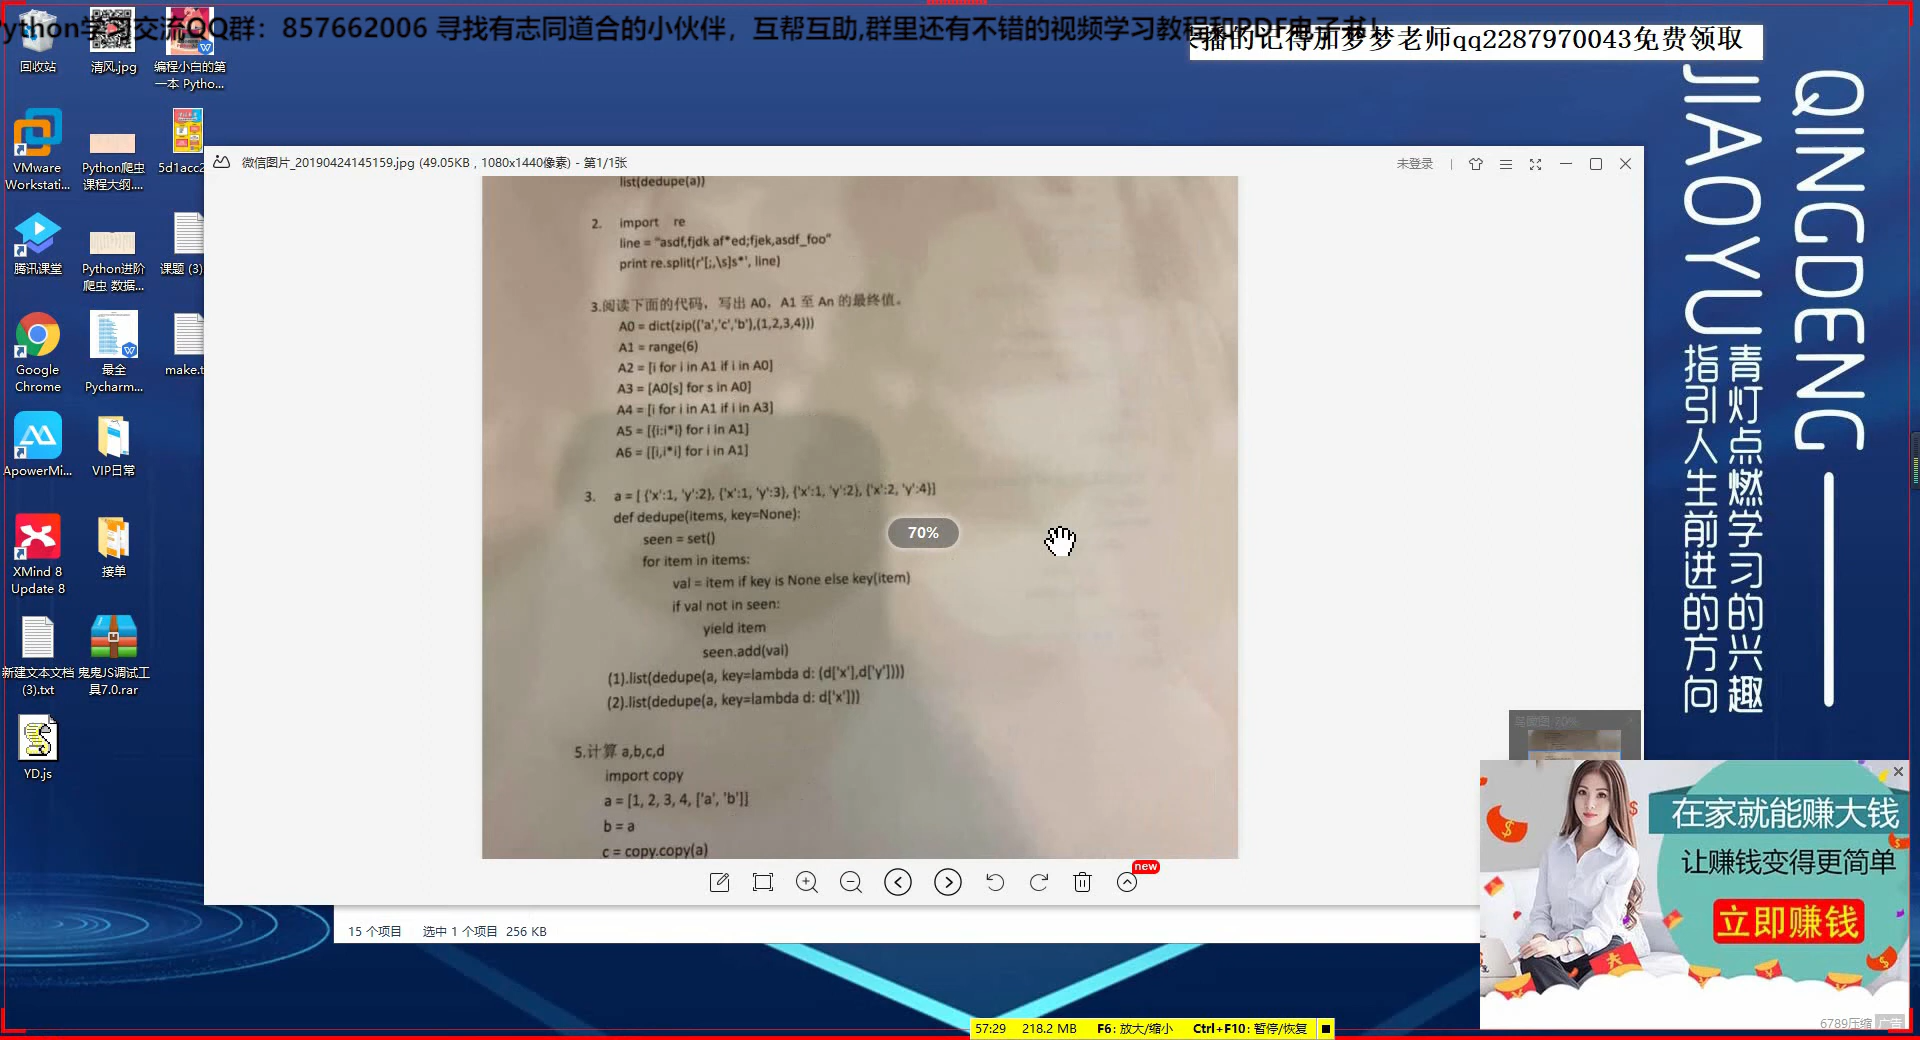 ython学习交流QQ群：857662006 寻找有志同道合的小伙伴，互帮互助,群里还有不错的视频学习教程和PDF电子书！
播的记得加梦梦老师qq2287970043免费领取
回收站
清风.jpg
编程小白的第
一本 Pytho...
VMware
Workstati...
Python爬虫
课程大纲....
5d1acc2
腾讯课堂
Python进阶
爬虫 数据...
课题 (3)
Google
Chrome
最全
Pycharm...
make.t
ApowerMi...
VIP日常
XMind 8
Update 8
接单
新建文本文档
(3).txt
鬼鬼JS调试工
具7.0.rar
YD.js
微信图片_20190424145159.jpg (49.05KB , 1080x1440像素) - 第1/1张
未登录
list(dedupe(a))
2. import re
line = "asdf,fjdk af*ed;fjek,asdf_foo"
print re.split(r'[;,\s]s*', line)
3.阅读下面的代码，写出 A0，A1 至 An 的最终值。
A0 = dict(zip(('a','c','b'),(1,2,3,4)))
A1 = range(6)
A2 = [i for i in A1 if i in A0]
A3 = [A0[s] for s in A0]
A4 = [i for i in A1 if i in A3]
A5 = [{i:i*i} for i in A1]
A6 = [[i,i*i] for i in A1]
3. a = [ {'x':1, 'y':2}, {'x':1, 'y':3}, {'x':1, 'y':2}, {'x':2, 'y':4}]
def dedupe(items, key=None):
seen = set()
for item in items:
val = item if key is None else key(item)
if val not in seen:
yield item
seen.add(val)
(1).list(dedupe(a, key=lambda d: (d['x'],d['y'])))
(2).list(dedupe(a, key=lambda d: d['x']))
5.计算 a,b,c,d
import copy
a = [1, 2, 3, 4, ['a', 'b']]
b = a
c = copy.copy(a)
70%
new
15 个项目 选中 1 个项目 256 KB
QINGDENG
JIAOYU
青灯点燃学习的兴趣
指引人生前进的方向
鸟瞰图 70%
在家就能赚大钱
让赚钱变得更简单
立即赚钱
6789压缩 广告
57:29 218.2 MB F6: 放大/缩小 Ctrl+F10: 暂停/恢复